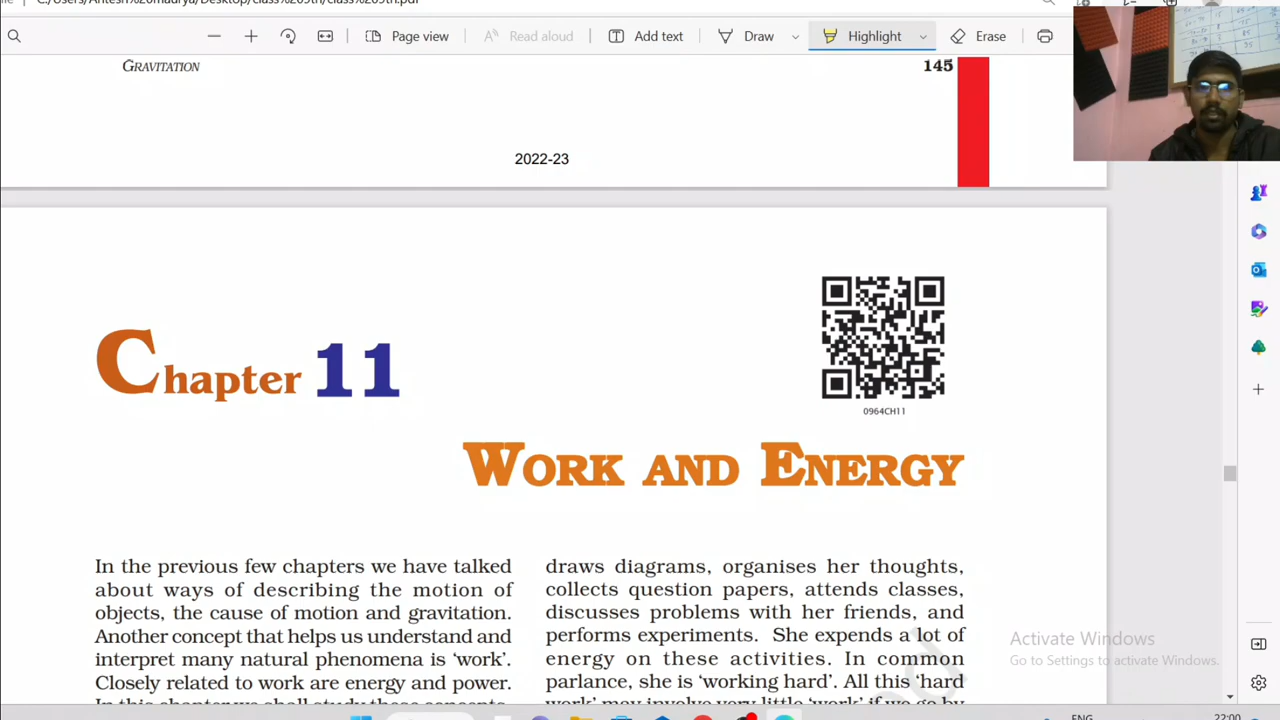 C:/Users/Antesh%20madrya/Desktop/class%209th/class%209th.pdf
Page view
Read aloud
Add text
Draw
Highlight
Erase
GRAVITATION
145
2022-23
Chapter 11
0964CH11
WORK AND ENERGY
In the previous few chapters we have talked
about ways of describing the motion of
objects, the cause of motion and gravitation.
Another concept that helps us understand and
interpret many natural phenomena is ‘work’.
Closely related to work are energy and power.
In this chapter we shall study these concepts.
draws diagrams, organises her thoughts,
collects question papers, attends classes,
discusses problems with her friends, and
performs experiments. She expends a lot of
energy on these activities. In common
parlance, she is ‘working hard’. All this ‘hard
work’ may involve very little ‘work’ if we go by
Activate Windows
Go to Settings to activate Windows.
ENG
22:00